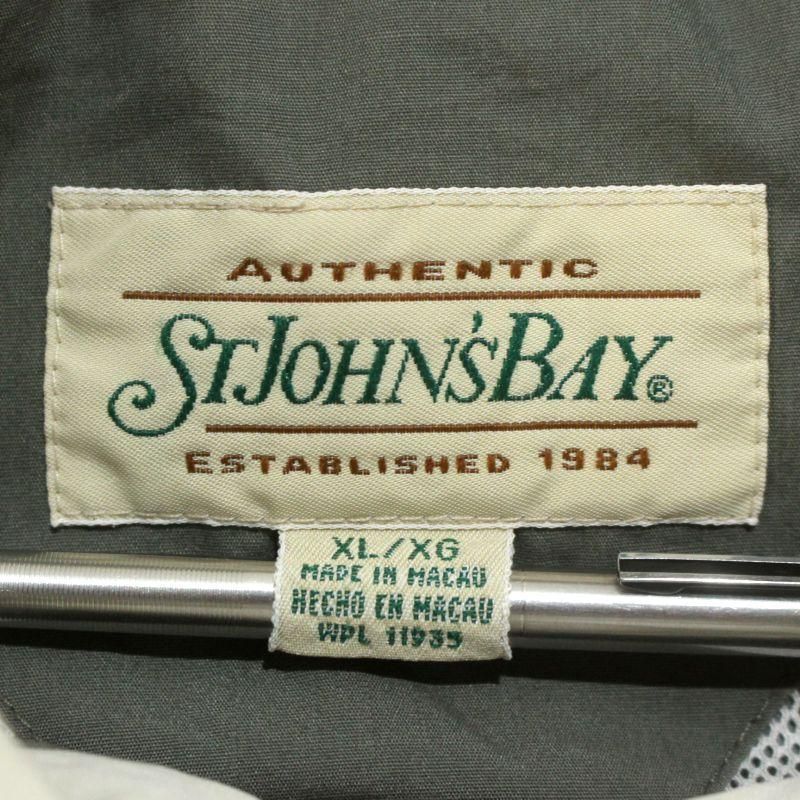 AUTHENTIC
ST JOHN'S BAY®
ESTABLISHED 1984
XL/XG
MADE IN MACAU
HECHO EN MACAU
WPL 11935